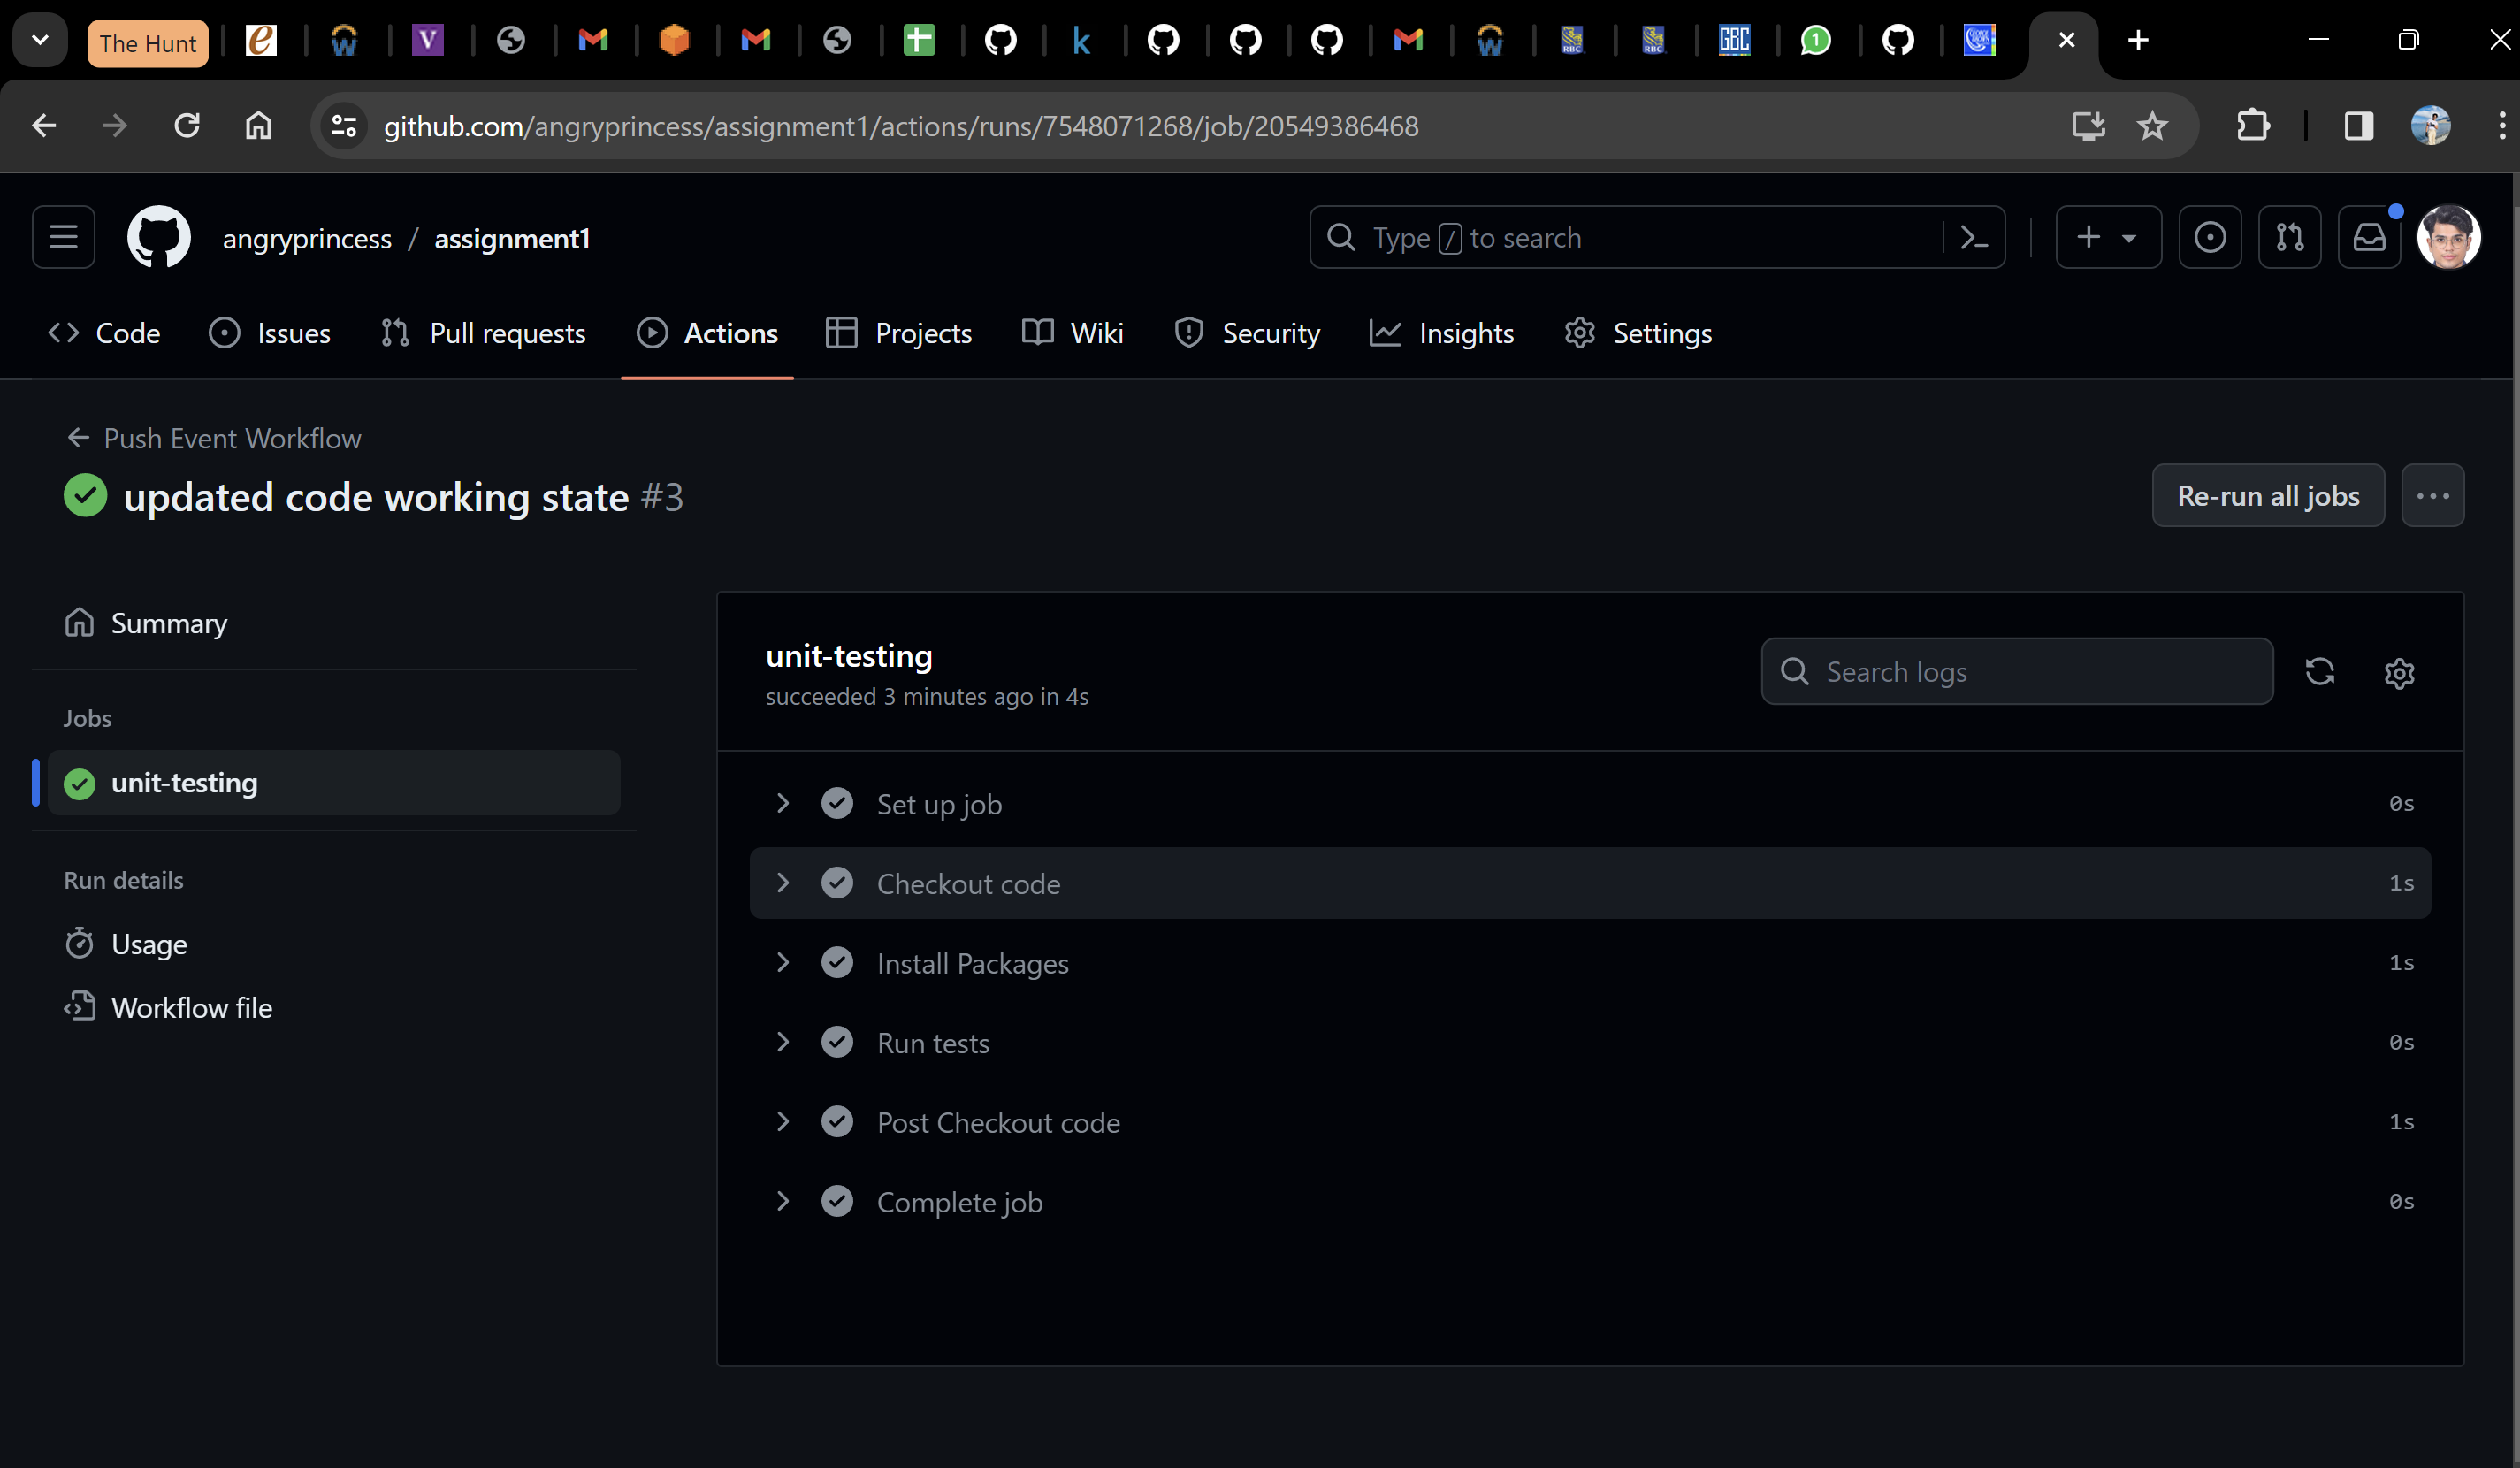 The Hunt
e
W
V
k
W
RBC
RBC
GBC
1
github.com/angryprincess/assignment1/actions/runs/7548071268/job/20549386468
angryprincess / assignment1
Type / to search
Code Issues Pull requests Actions Projects Wiki Security Insights Settings
Push Event Workflow
updated code working state #3
Re-run all jobs
Summary
Jobs
unit-testing
Run details
Usage
Workflow file
unit-testing
succeeded 3 minutes ago in 4s
Search logs
Set up job 0s
Checkout code 1s
Install Packages 1s
Run tests 0s
Post Checkout code 1s
Complete job 0s